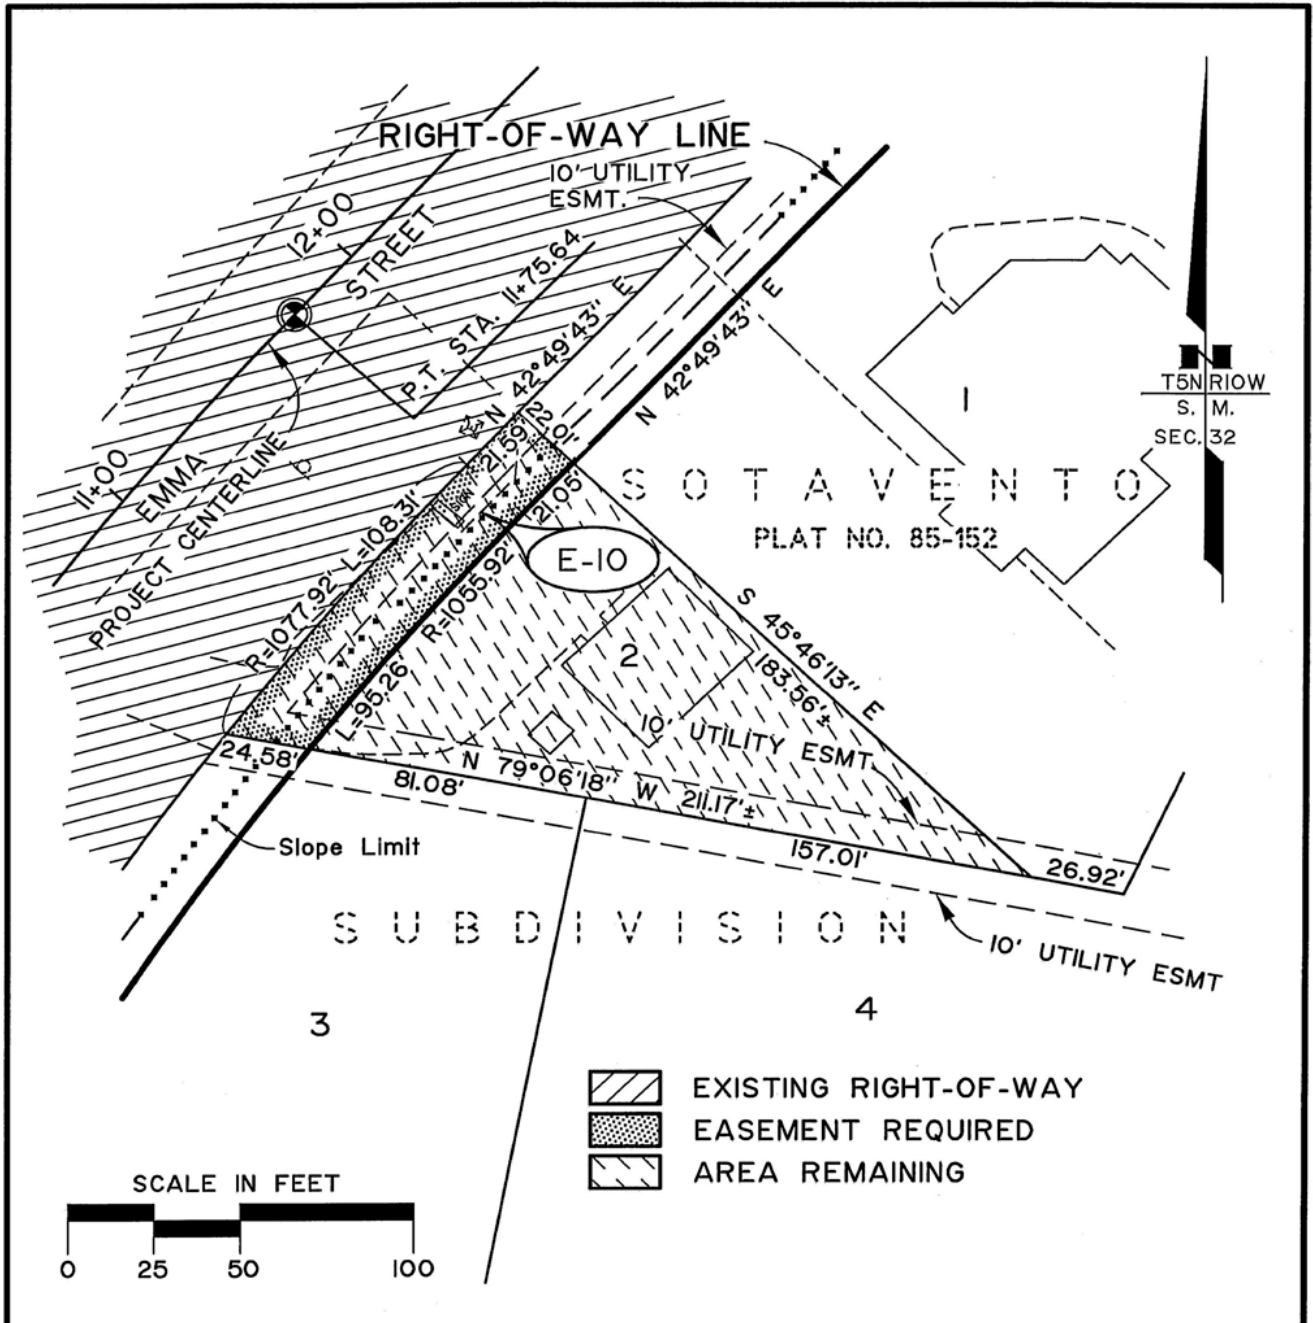 RIGHT-OF-WAY LINE
10' UTILITY
ESMT.
12+00
STREET
P.T. STA. 11+75.64
N 42°49'43" E
N 42°49'43" E
T5N R10W
S. M.
SEC. 32
1
22.01'
21.59'
11+00
EMMA
PROJECT CENTERLINE
SIGN
21.05'
SOTAVENTO
PLAT NO. 85-152
E-10
R=1077.92' L=108.31'
R=1055.92'
L=95.26'
2
S 45°46'13" E
183.56'±
10' UTILITY ESMT.
24.58'
81.08'
N 79°06'18" W 211.17'±
157.01'
26.92'
Slope Limit
SUBDIVISION
10' UTILITY ESMT
3
4
EXISTING RIGHT-OF-WAY
EASEMENT REQUIRED
AREA REMAINING
SCALE IN FEET
0 25 50 100